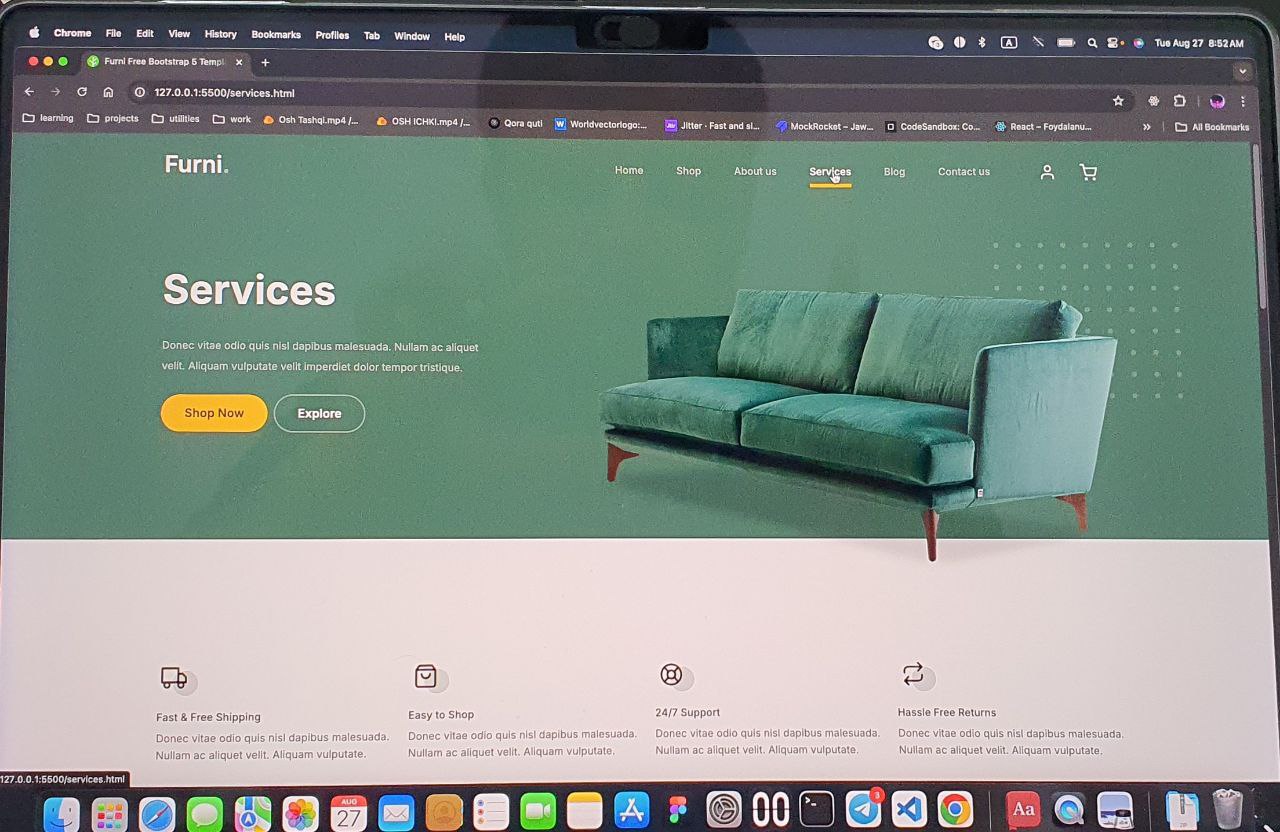 Chrome File Edit View History Bookmarks Profiles Tab Window Help A Tue Aug 27 8:52AM
Furni Free Bootstrap 5 Templ
127.0.0.1:5500/services.html
learning projects utilities work Osh Tashqi.mp4 /... OSH ICHKI.mp4 /... Qora quti W Worldvectorlogo:... Jitter · Fast and sl... MockRocket – Jaw... CodeSandbox: Co... React – Foydalanu... » All Bookmarks
Furni.
Home Shop About us Services Blog Contact us
Services
Donec vitae odio quis nisl dapibus malesuada. Nullam ac aliquet
velit. Aliquam vulputate velit imperdiet dolor tempor tristique.
Shop Now Explore
Fast & Free Shipping
Donec vitae odio quis nisl dapibus malesuada.
Nullam ac aliquet velit. Aliquam vulputate.
Easy to Shop
Donec vitae odio quis nisl dapibus malesuada.
Nullam ac aliquet velit. Aliquam vulputate.
24/7 Support
Donec vitae odio quis nisl dapibus malesuada.
Nullam ac aliquet velit. Aliquam vulputate.
Hassle Free Returns
Donec vitae odio quis nisl dapibus malesuada.
Nullam ac aliquet velit. Aliquam vulputate.
127.0.0.1:5500/services.html
AUG
27
3
Aa
ZIP